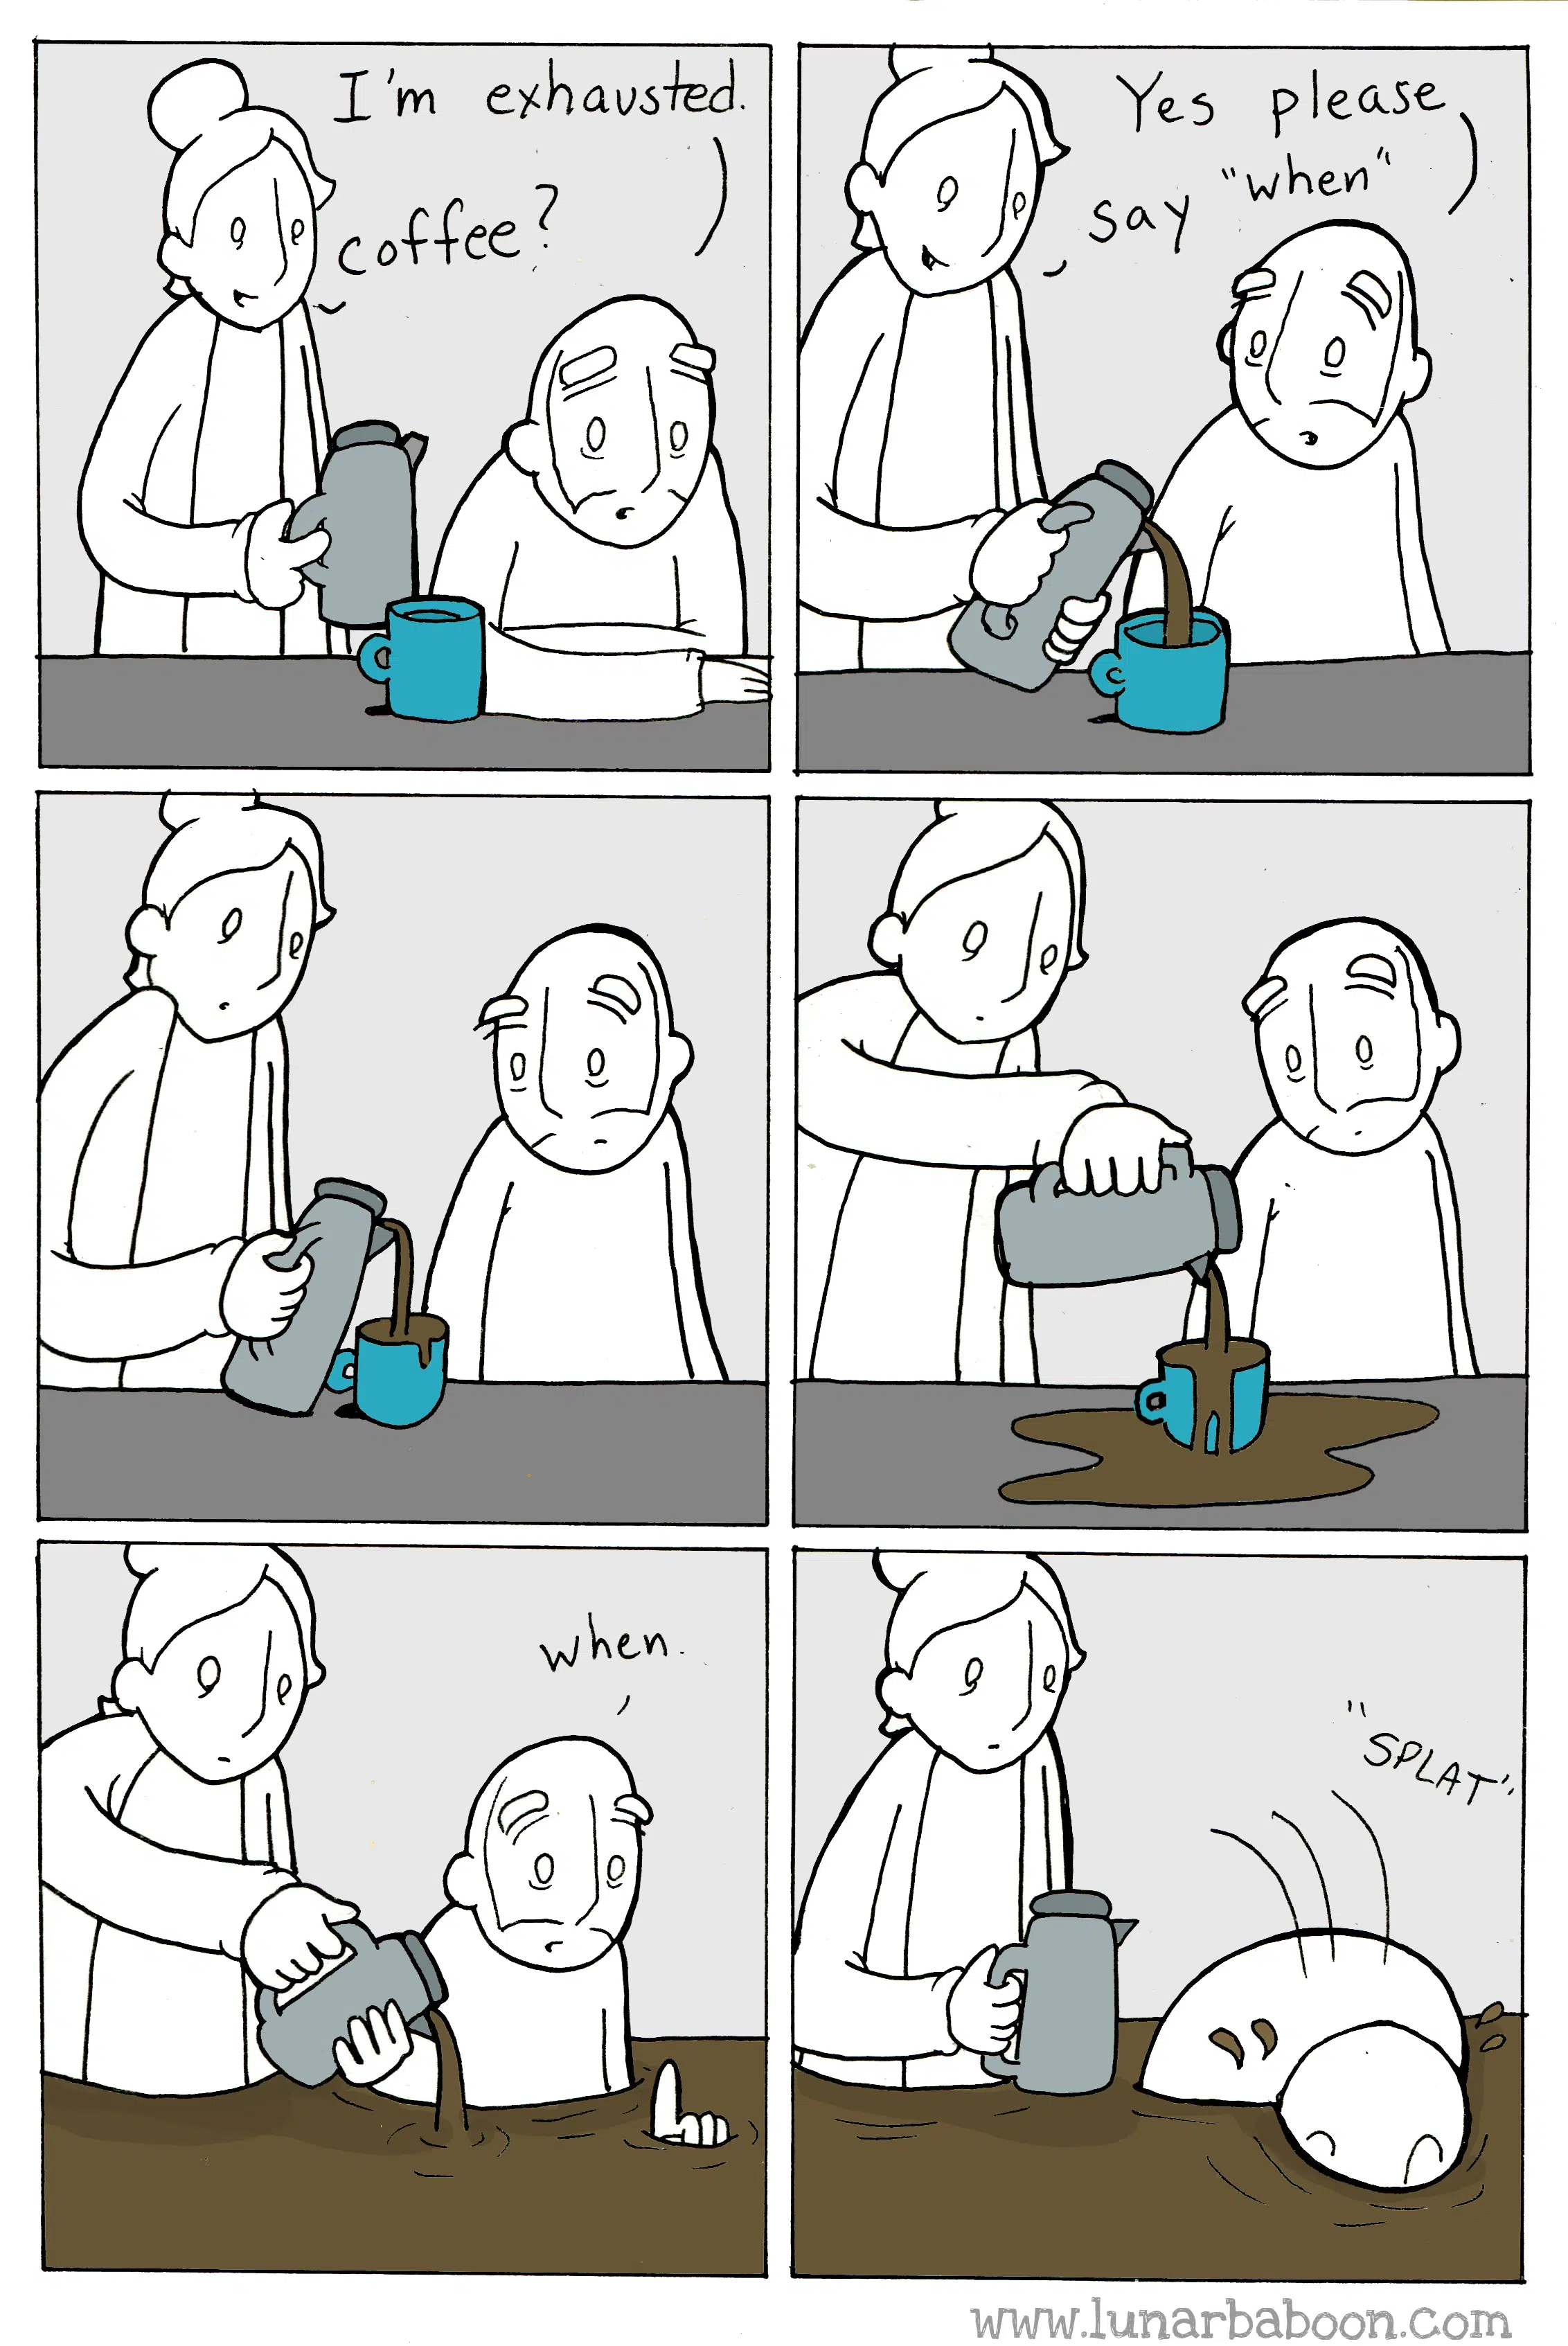 I'm exhausted.
coffee?
Yes please
say "when"
when.
"SPLAT"
www.lunarbaboon.com